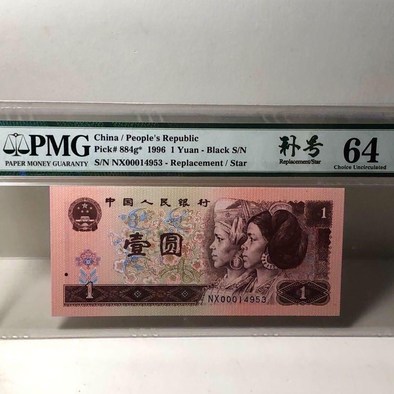 PMG
PAPER MONEY GUARANTY
China / People's Republic
Pick# 884g* 1996 1 Yuan - Black S/N
S/N NX00014953 - Replacement / Star
补号
Replacement/Star
64
Choice Uncirculated
中国人民银行
1
壹圆
NX00014953
1
1